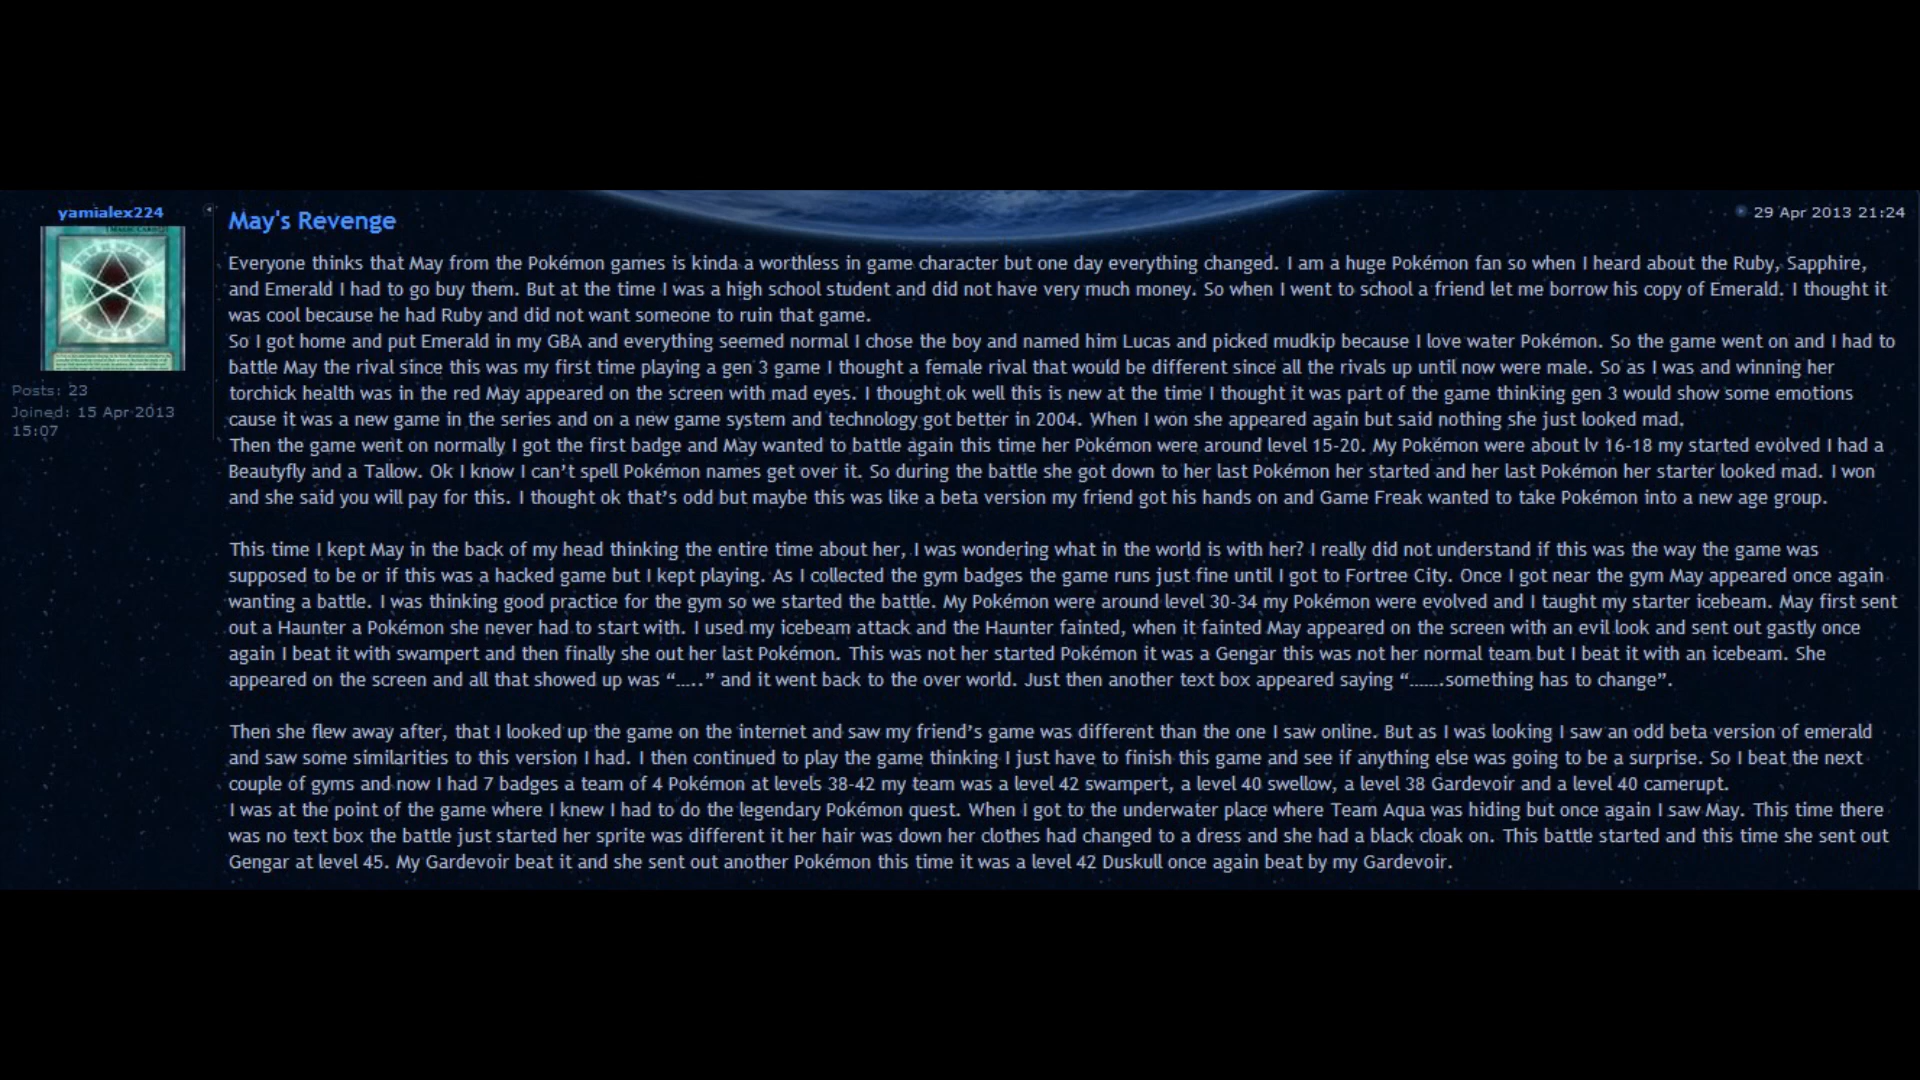 yamialex224
Posts: 23
Joined: 15 Apr 2013
15:07
May's Revenge
29 Apr 2013 21:24
Everyone thinks that May from the Pokémon games is kinda a worthless in game character but one day everything changed. I am a huge Pokémon fan so when I heard about the Ruby, Sapphire,
and Emerald I had to go buy them. But at the time I was a high school student and did not have very much money. So when I went to school a friend let me borrow his copy of Emerald. I thought it
was cool because he had Ruby and did not want someone to ruin that game.
So I got home and put Emerald in my GBA and everything seemed normal I chose the boy and named him Lucas and picked mudkip because I love water Pokémon. So the game went on and I had to
battle May the rival since this was my first time playing a gen 3 game I thought a female rival that would be different since all the rivals up until now were male. So as I was and winning her
torchick health was in the red May appeared on the screen with mad eyes. I thought ok well this is new at the time I thought it was part of the game thinking gen 3 would show some emotions
cause it was a new game in the series and on a new game system and technology got better in 2004. When I won she appeared again but said nothing she just looked mad.
Then the game went on normally I got the first badge and May wanted to battle again this time her Pokémon were around level 15-20. My Pokémon were about lv 16-18 my started evolved I had a
Beautyfly and a Tallow. Ok I know I can’t spell Pokémon names get over it. So during the battle she got down to her last Pokémon her started and her last Pokémon her starter looked mad. I won
and she said you will pay for this. I thought ok that’s odd but maybe this was like a beta version my friend got his hands on and Game Freak wanted to take Pokémon into a new age group.
This time I kept May in the back of my head thinking the entire time about her, I was wondering what in the world is with her? I really did not understand if this was the way the game was
supposed to be or if this was a hacked game but I kept playing. As I collected the gym badges the game runs just fine until I got to Fortree City. Once I got near the gym May appeared once again
wanting a battle. I was thinking good practice for the gym so we started the battle. My Pokémon were around level 30-34 my Pokémon were evolved and I taught my starter icebeam. May first sent
out a Haunter a Pokémon she never had to start with. I used my icebeam attack and the Haunter fainted, when it fainted May appeared on the screen with an evil look and sent out gastly once
again I beat it with swampert and then finally she out her last Pokémon. This was not her started Pokémon it was a Gengar this was not her normal team but I beat it with an icebeam. She
appeared on the screen and all that showed up was “.....” and it went back to the over world. Just then another text box appeared saying “.......something has to change”.
Then she flew away after, that I looked up the game on the internet and saw my friend’s game was different than the one I saw online. But as I was looking I saw an odd beta version of emerald
and saw some similarities to this version I had. I then continued to play the game thinking I just have to finish this game and see if anything else was going to be a surprise. So I beat the next
couple of gyms and now I had 7 badges a team of 4 Pokémon at levels 38-42 my team was a level 42 swampert, a level 40 swellow, a level 38 Gardevoir and a level 40 camerupt.
I was at the point of the game where I knew I had to do the legendary Pokémon quest. When I got to the underwater place where Team Aqua was hiding but once again I saw May. This time there
was no text box the battle just started her sprite was different it her hair was down her clothes had changed to a dress and she had a black cloak on. This battle started and this time she sent out
Gengar at level 45. My Gardevoir beat it and she sent out another Pokémon this time it was a level 42 Duskull once again beat by my Gardevoir.